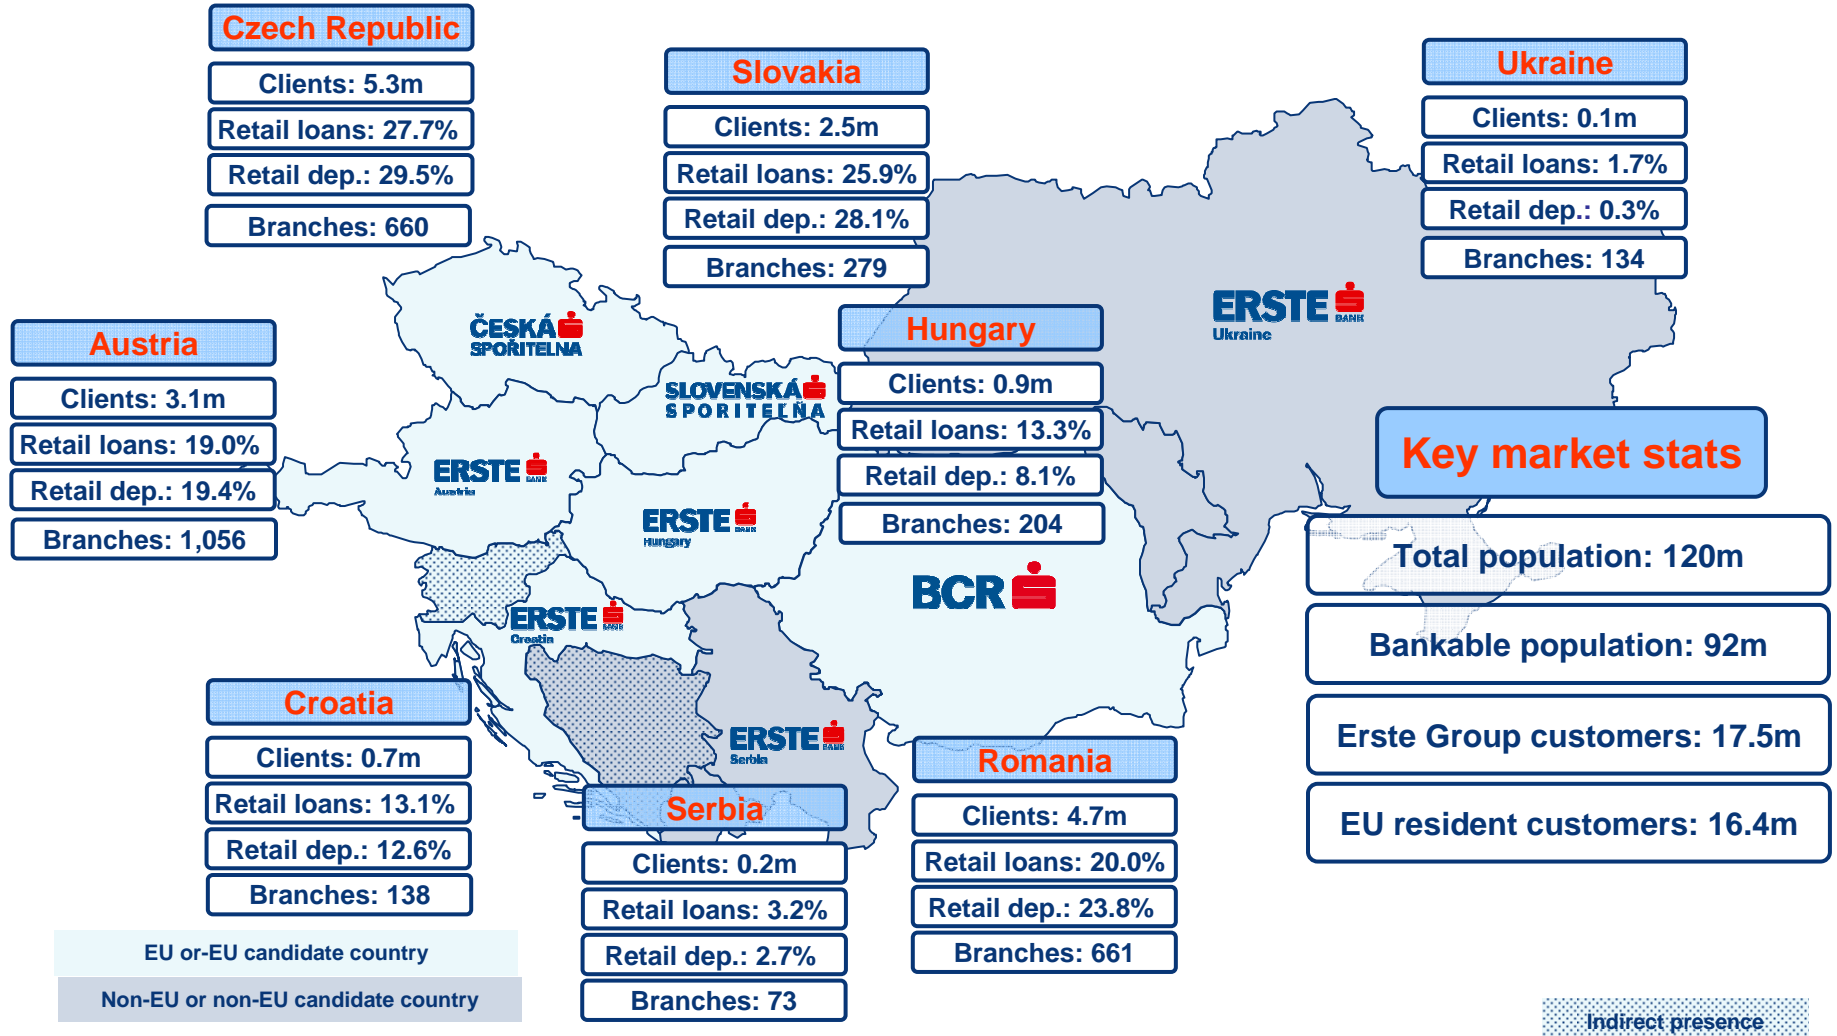 Czech Republic
Clients: 5.3m
Retail loans: 27.7%
Retail dep.: 29.5%
Branches: 660
Slovakia
Clients: 2.5m
Retail loans: 25.9%
Retail dep.: 28.1%
Branches: 279
Ukraine
Clients: 0.1m
Retail loans: 1.7%
Retail dep.: 0.3%
Branches: 134
ERSTE BANK
Ukraine
Austria
Clients: 3.1m
Retail loans: 19.0%
Retail dep.: 19.4%
Branches: 1,056
ČESKÁ
SPOŘITELNA
SLOVENSKÁ
SPORITEĽŇA
Hungary
Clients: 0.9m
Retail loans: 13.3%
Retail dep.: 8.1%
Branches: 204
ERSTE BANK
Austria
ERSTE BANK
Hungary
BCR
ERSTE BANK
Croatia
ERSTE BANK
Serbia
Key market stats
Total population: 120m
Bankable population: 92m
Erste Group customers: 17.5m
EU resident customers: 16.4m
Croatia
Clients: 0.7m
Retail loans: 13.1%
Retail dep.: 12.6%
Branches: 138
Serbia
Clients: 0.2m
Retail loans: 3.2%
Retail dep.: 2.7%
Branches: 73
Romania
Clients: 4.7m
Retail loans: 20.0%
Retail dep.: 23.8%
Branches: 661
EU or-EU candidate country
Non-EU or non-EU candidate country
Indirect presence